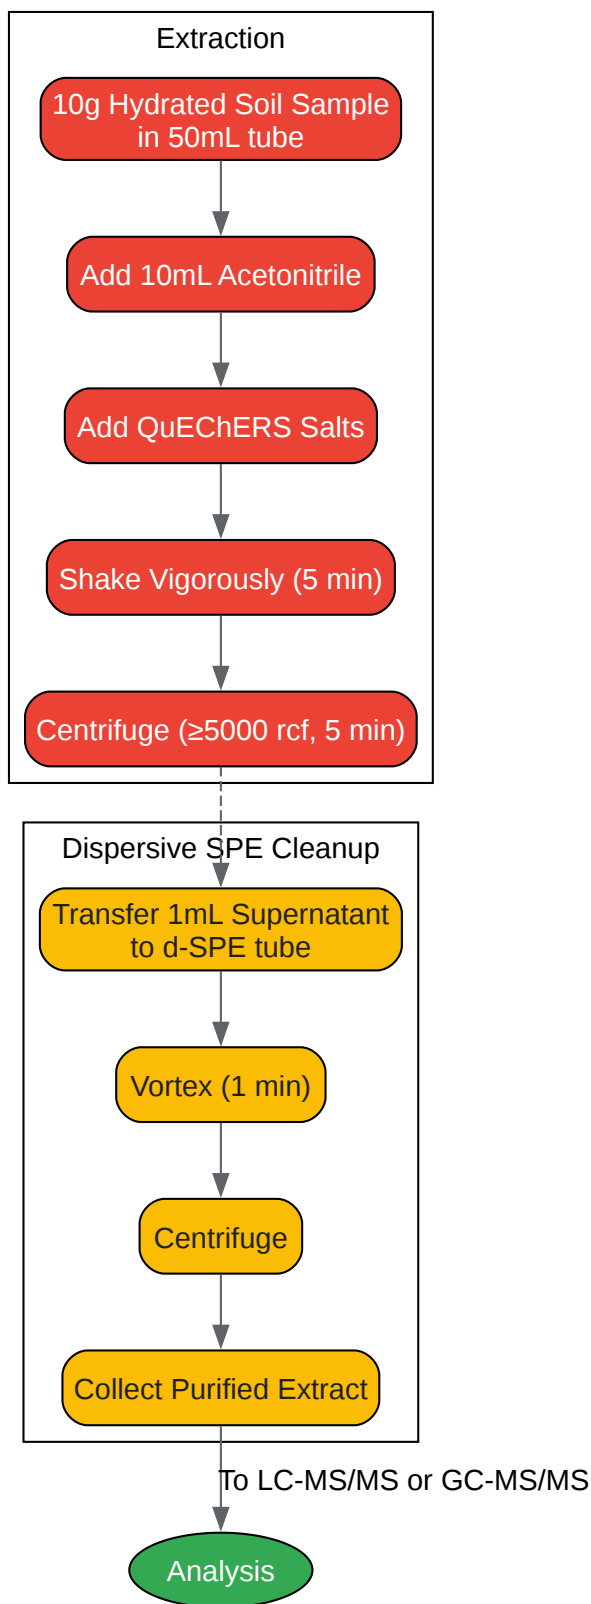 Extraction
10g Hydrated Soil Sample
in 50mL tube
Add 10mL Acetonitrile
Add QuEChERS Salts
Shake Vigorously (5 min)
Centrifuge (≥5000 rcf, 5 min)
Dispersive SPE Cleanup
Transfer 1mL Supernatant
to d-SPE tube
Vortex (1 min)
Centrifuge
Collect Purified Extract
To LC-MS/MS or GC-MS/MS
Analysis